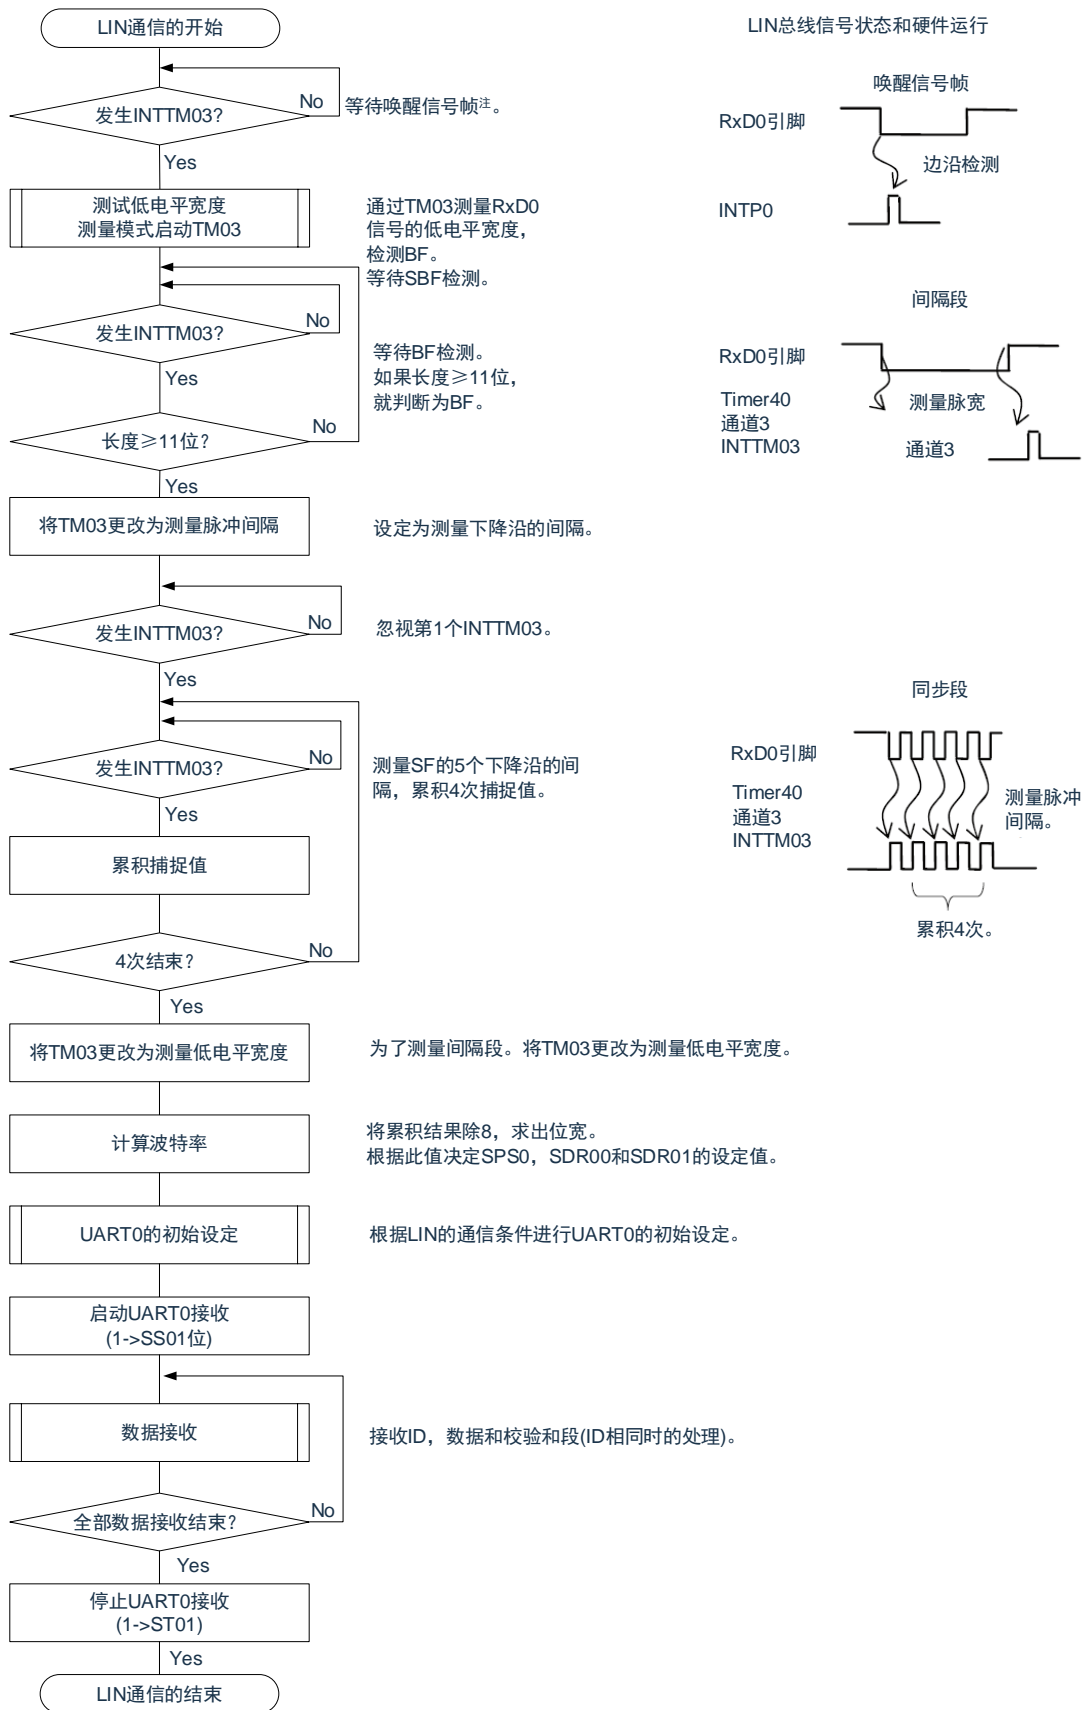 LIN通信的开始
LIN总线信号状态和硬件运行
发生INTTM03?
No
等待唤醒信号帧注。
Yes
唤醒信号帧
RxD0引脚
边沿检测
INTP0
测试低电平宽度
测量模式启动TM03
通过TM03测量RxD0
信号的低电平宽度，
检测BF。
等待SBF检测。
发生INTTM03?
No
Yes
等待BF检测。
如果长度≥11位，
就判断为BF。
长度≥11位?
No
Yes
间隔段
RxD0引脚
Timer40
通道3
INTTM03
测量脉宽
通道3
将TM03更改为测量脉冲间隔
设定为测量下降沿的间隔。
发生INTTM03?
No
忽视第1个INTTM03。
Yes
发生INTTM03?
No
测量SF的5个下降沿的间
隔，累积4次捕捉值。
Yes
累积捕捉值
4次结束?
No
Yes
同步段
RxD0引脚
Timer40
通道3
INTTM03
测量脉冲
间隔。
累积4次。
将TM03更改为测量低电平宽度
为了测量间隔段。将TM03更改为测量低电平宽度。
计算波特率
将累积结果除8，求出位宽。
根据此值决定SPS0，SDR00和SDR01的设定值。
UART0的初始设定
根据LIN的通信条件进行UART0的初始设定。
启动UART0接收
(1->SS01位)
数据接收
接收ID，数据和校验和段(ID相同时的处理)。
全部数据接收结束?
No
Yes
停止UART0接收
(1->ST01)
Yes
LIN通信的结束